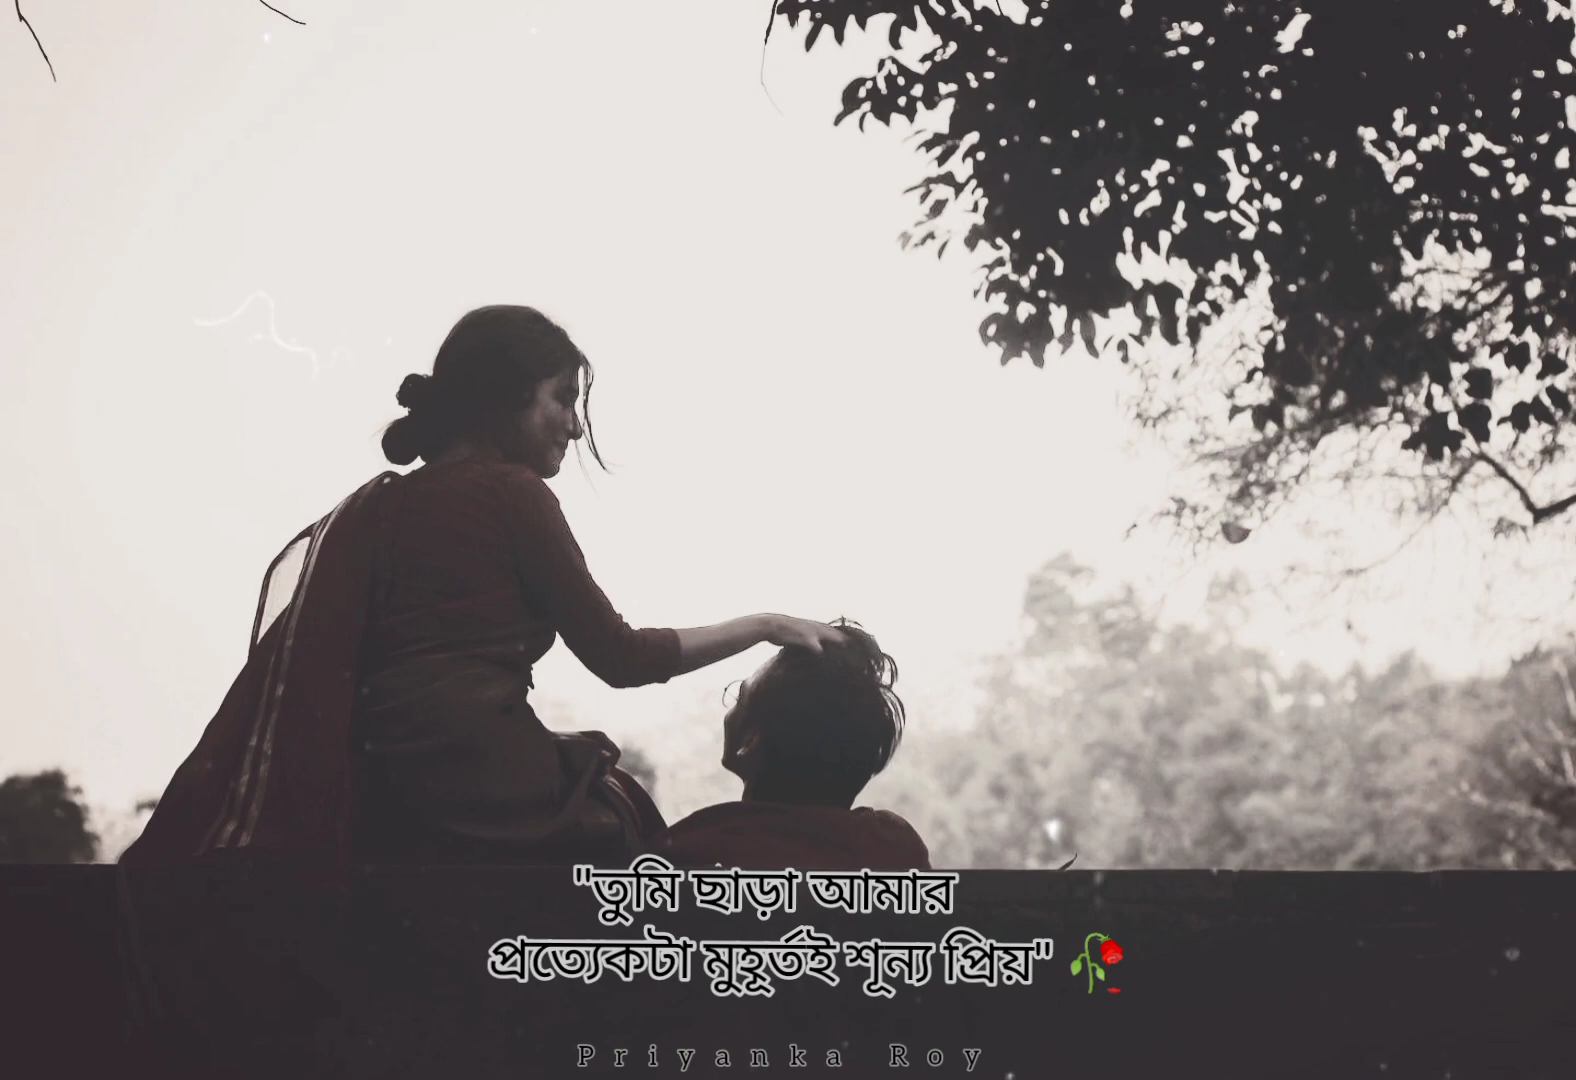 "তুমি ছাড়া আমার
প্রত্যেকটা মুহূর্তই শূন্য প্রিয়" 🥀
Priyanka Roy